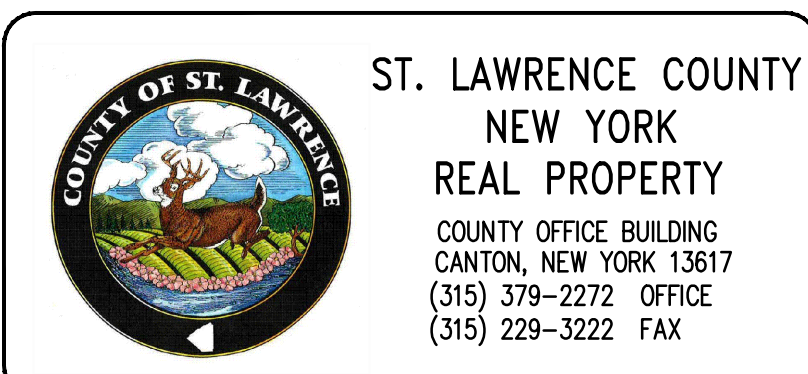 COUNTY OF ST. LAWRENCE
ST. LAWRENCE COUNTY
NEW YORK
REAL PROPERTY
COUNTY OFFICE BUILDING
CANTON, NEW YORK 13617
(315) 379-2272 OFFICE
(315) 229-3222 FAX